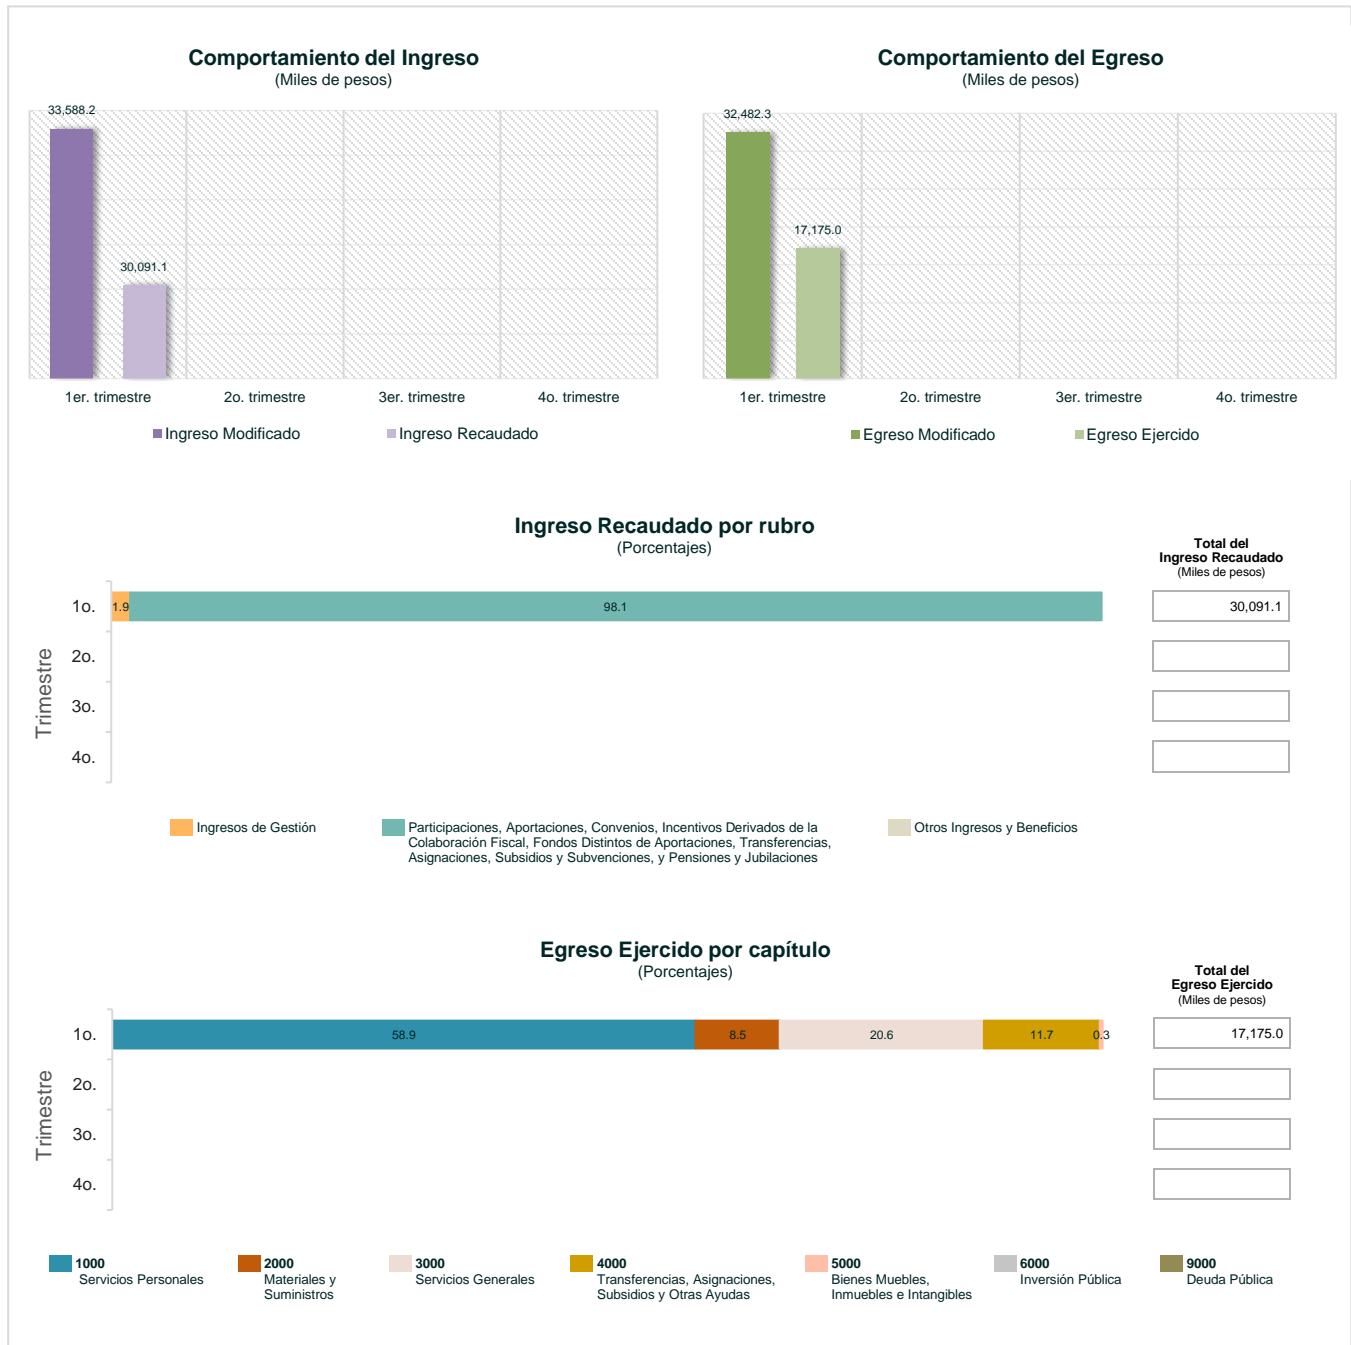 Comportamiento del Ingreso
(Miles de pesos)
33,588.2
30,091.1
1er. trimestre
2o. trimestre
3er. trimestre
4o. trimestre
Ingreso Modificado
Ingreso Recaudado
Comportamiento del Egreso
(Miles de pesos)
32,482.3
17,175.0
1er. trimestre
2o. trimestre
3er. trimestre
4o. trimestre
Egreso Modificado
Egreso Ejercido
Ingreso Recaudado por rubro
(Porcentajes)
Total del
Ingreso Recaudado
(Miles de pesos)
Trimestre
1o.
1.9
98.1
30,091.1
2o.
3o.
4o.
Ingresos de Gestión
Participaciones, Aportaciones, Convenios, Incentivos Derivados de la
Colaboración Fiscal, Fondos Distintos de Aportaciones, Transferencias,
Asignaciones, Subsidios y Subvenciones, y Pensiones y Jubilaciones
Otros Ingresos y Beneficios
Egreso Ejercido por capítulo
(Porcentajes)
Total del
Egreso Ejercido
(Miles de pesos)
Trimestre
1o.
58.9
8.5
20.6
11.7
0.3
17,175.0
2o.
3o.
4o.
1000
Servicios Personales
2000
Materiales y
Suministros
3000
Servicios Generales
4000
Transferencias, Asignaciones,
Subsidios y Otras Ayudas
5000
Bienes Muebles,
Inmuebles e Intangibles
6000
Inversión Pública
9000
Deuda Pública